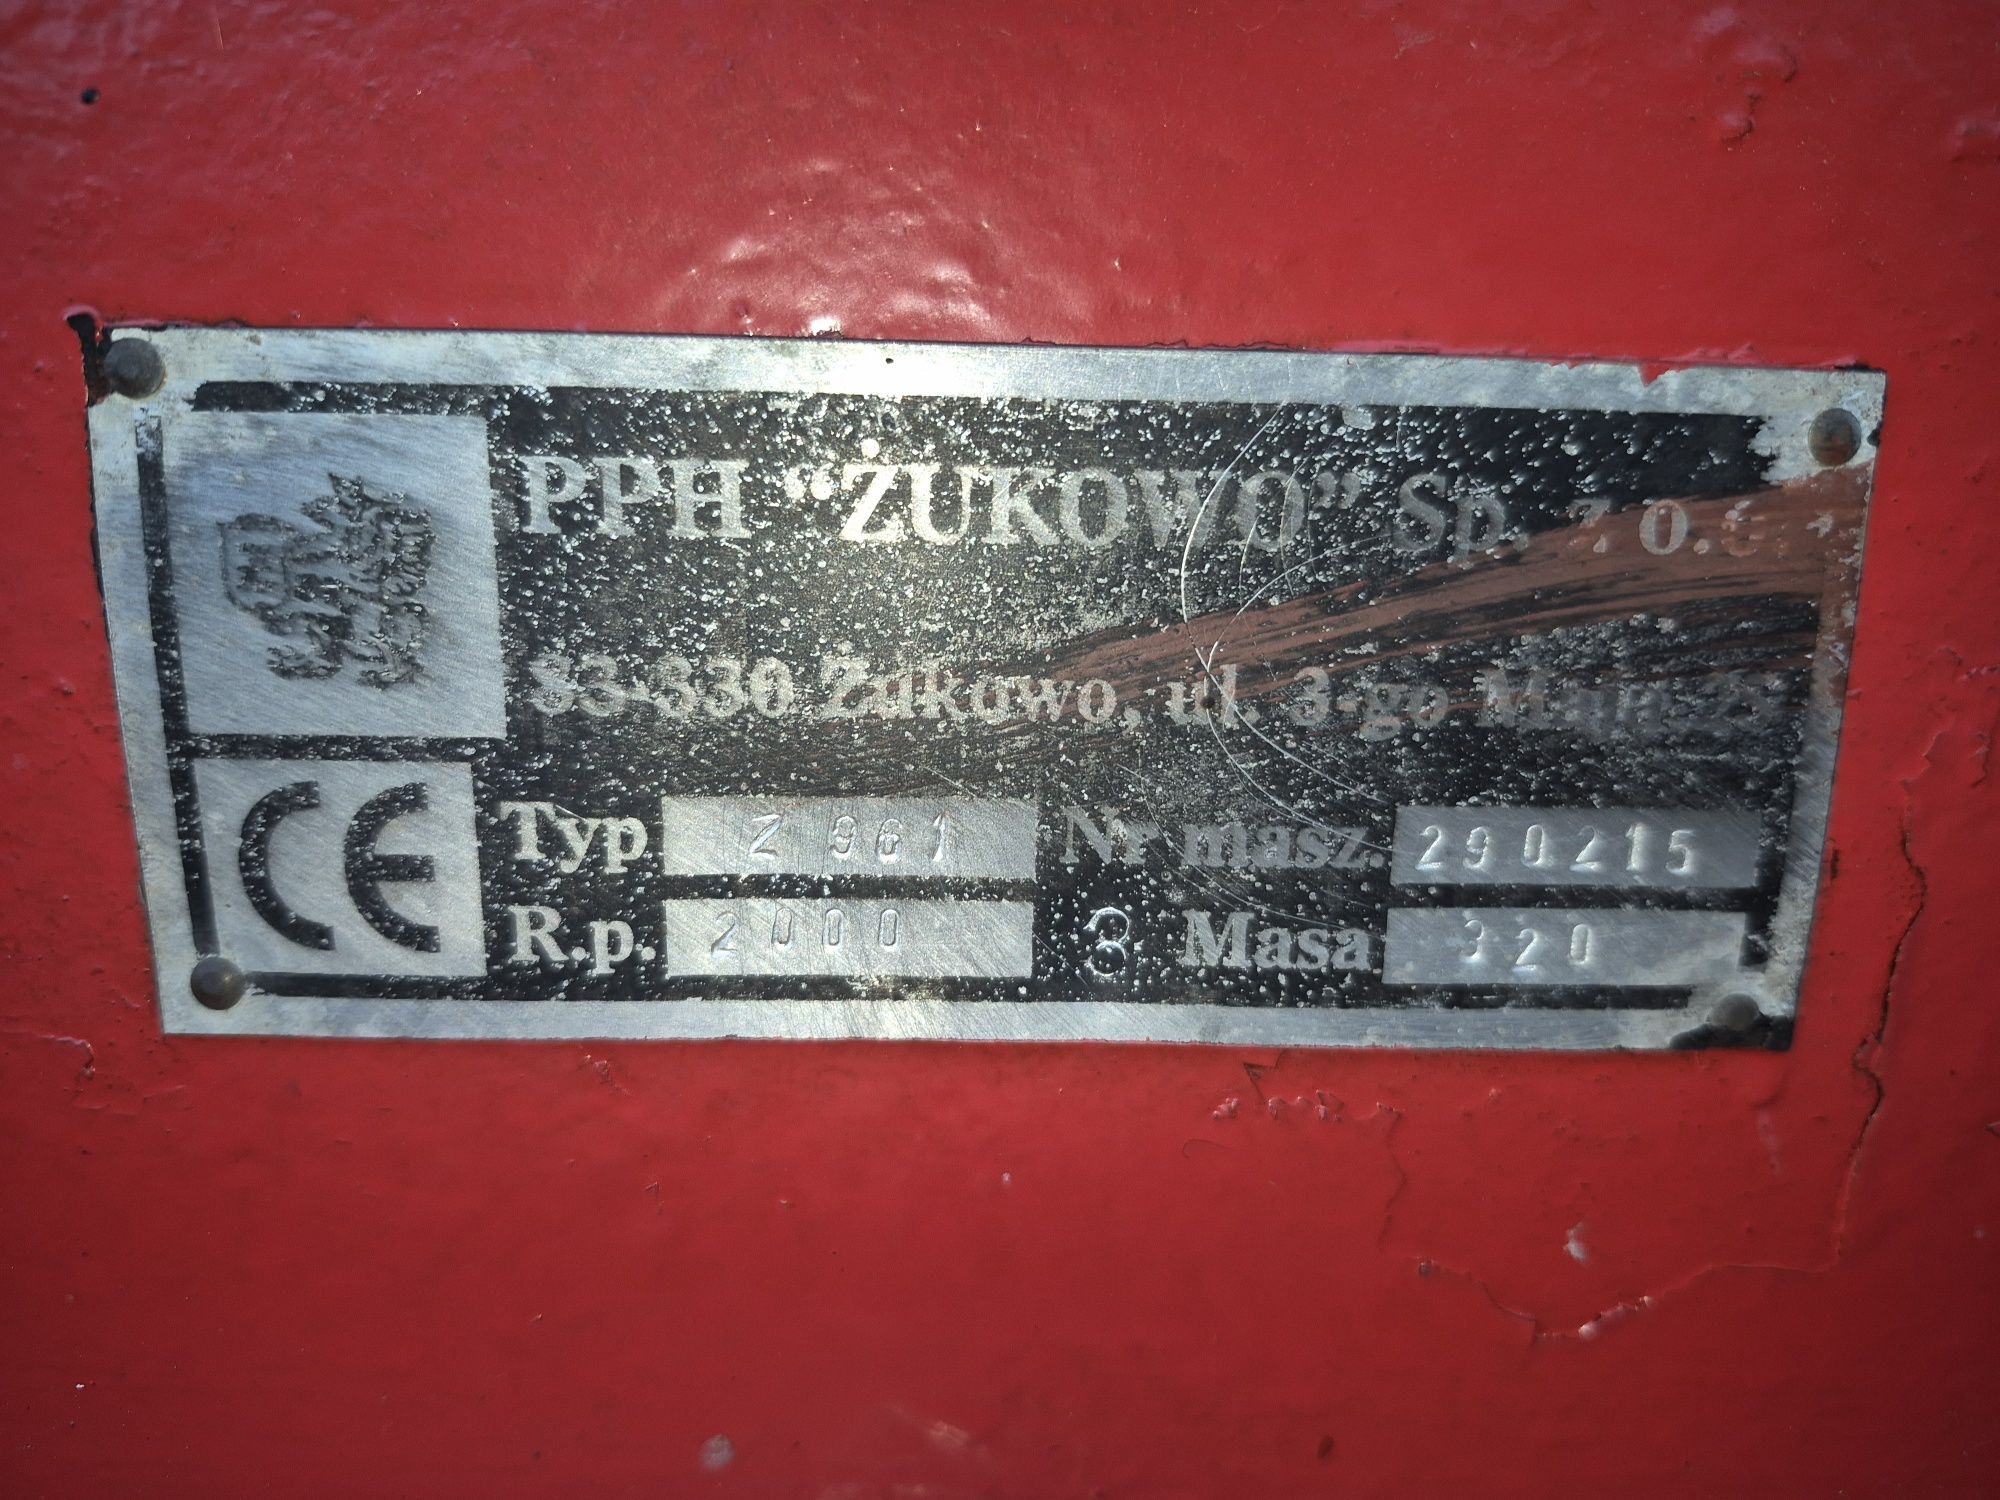 PPH “ŻUKOWO” Sp. z o.o.
83-330 Żukowo, ul. 3-go Maja
CE Typ Z 961 Nr masz. 290215
R.p. 2000 3 Masa 320